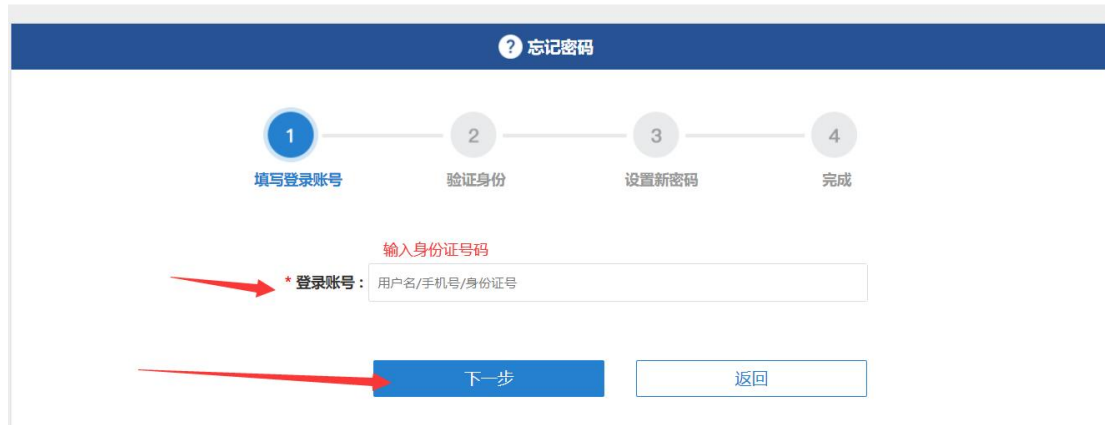 ? 忘记密码
1 2 3 4
填写登录账号 验证身份 设置新密码 完成
输入身份证号码
* 登录账号： 用户名/手机号/身份证号
下一步 返回